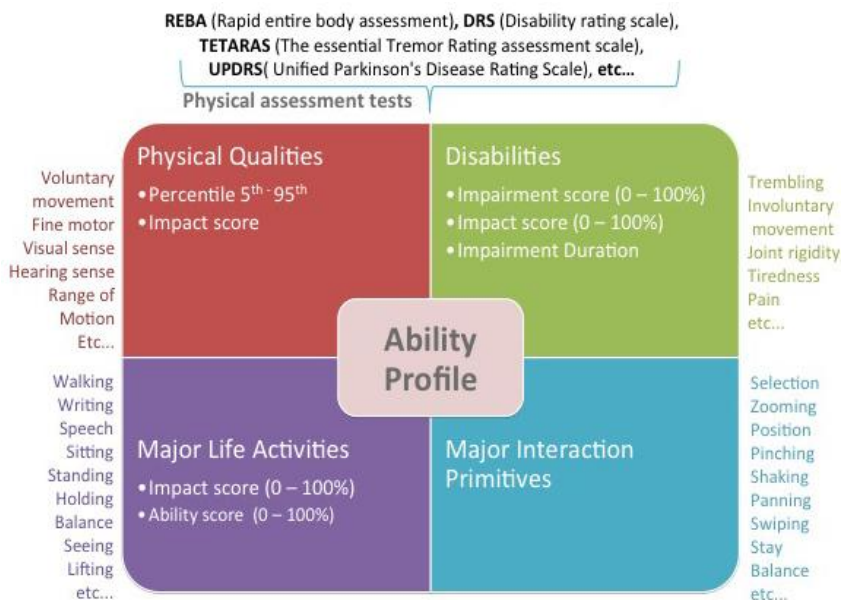 REBA (Rapid entire body assessment), DRS (Disability rating scale),
TETARAS (The essential Tremor Rating assessment scale),
UPDRS( Unified Parkinson's Disease Rating Scale), etc...
Physical assessment tests
Voluntary
movement
Fine motor
Visual sense
Hearing sense
Range of
Motion
Etc...
Physical Qualities
•Percentile 5th - 95th
•Impact score
Disabilities
•Impairment score (0 – 100%)
•Impact score (0 – 100%)
•Impairment Duration
Trembling
Involuntary
movement
Joint rigidity
Tiredness
Pain
etc...
Ability
Profile
Walking
Writing
Speech
Sitting
Standing
Holding
Balance
Seeing
Lifting
etc...
Major Life Activities
•Impact score (0 – 100%)
•Ability score (0 – 100%)
Major Interaction
Primitives
Selection
Zooming
Position
Pinching
Shaking
Panning
Swiping
Stay
Balance
etc...